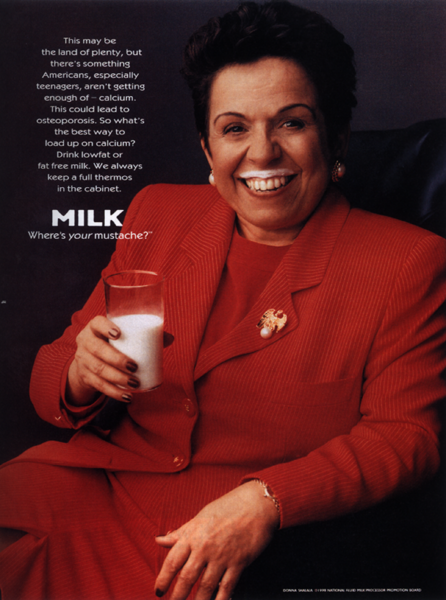 This may be
the land of plenty, but
there's something
Americans, especially
teenagers, aren't getting
enough of – calcium.
This could lead to
osteoporosis. So what's
the best way to
load up on calcium?
Drink lowfat or
fat free milk. We always
keep a full thermos
in the cabinet.
MILK
Where's your mustache?™
DONNA SHALALA © NATIONAL FLUID MILK PROCESSOR PROMOTION BOARD